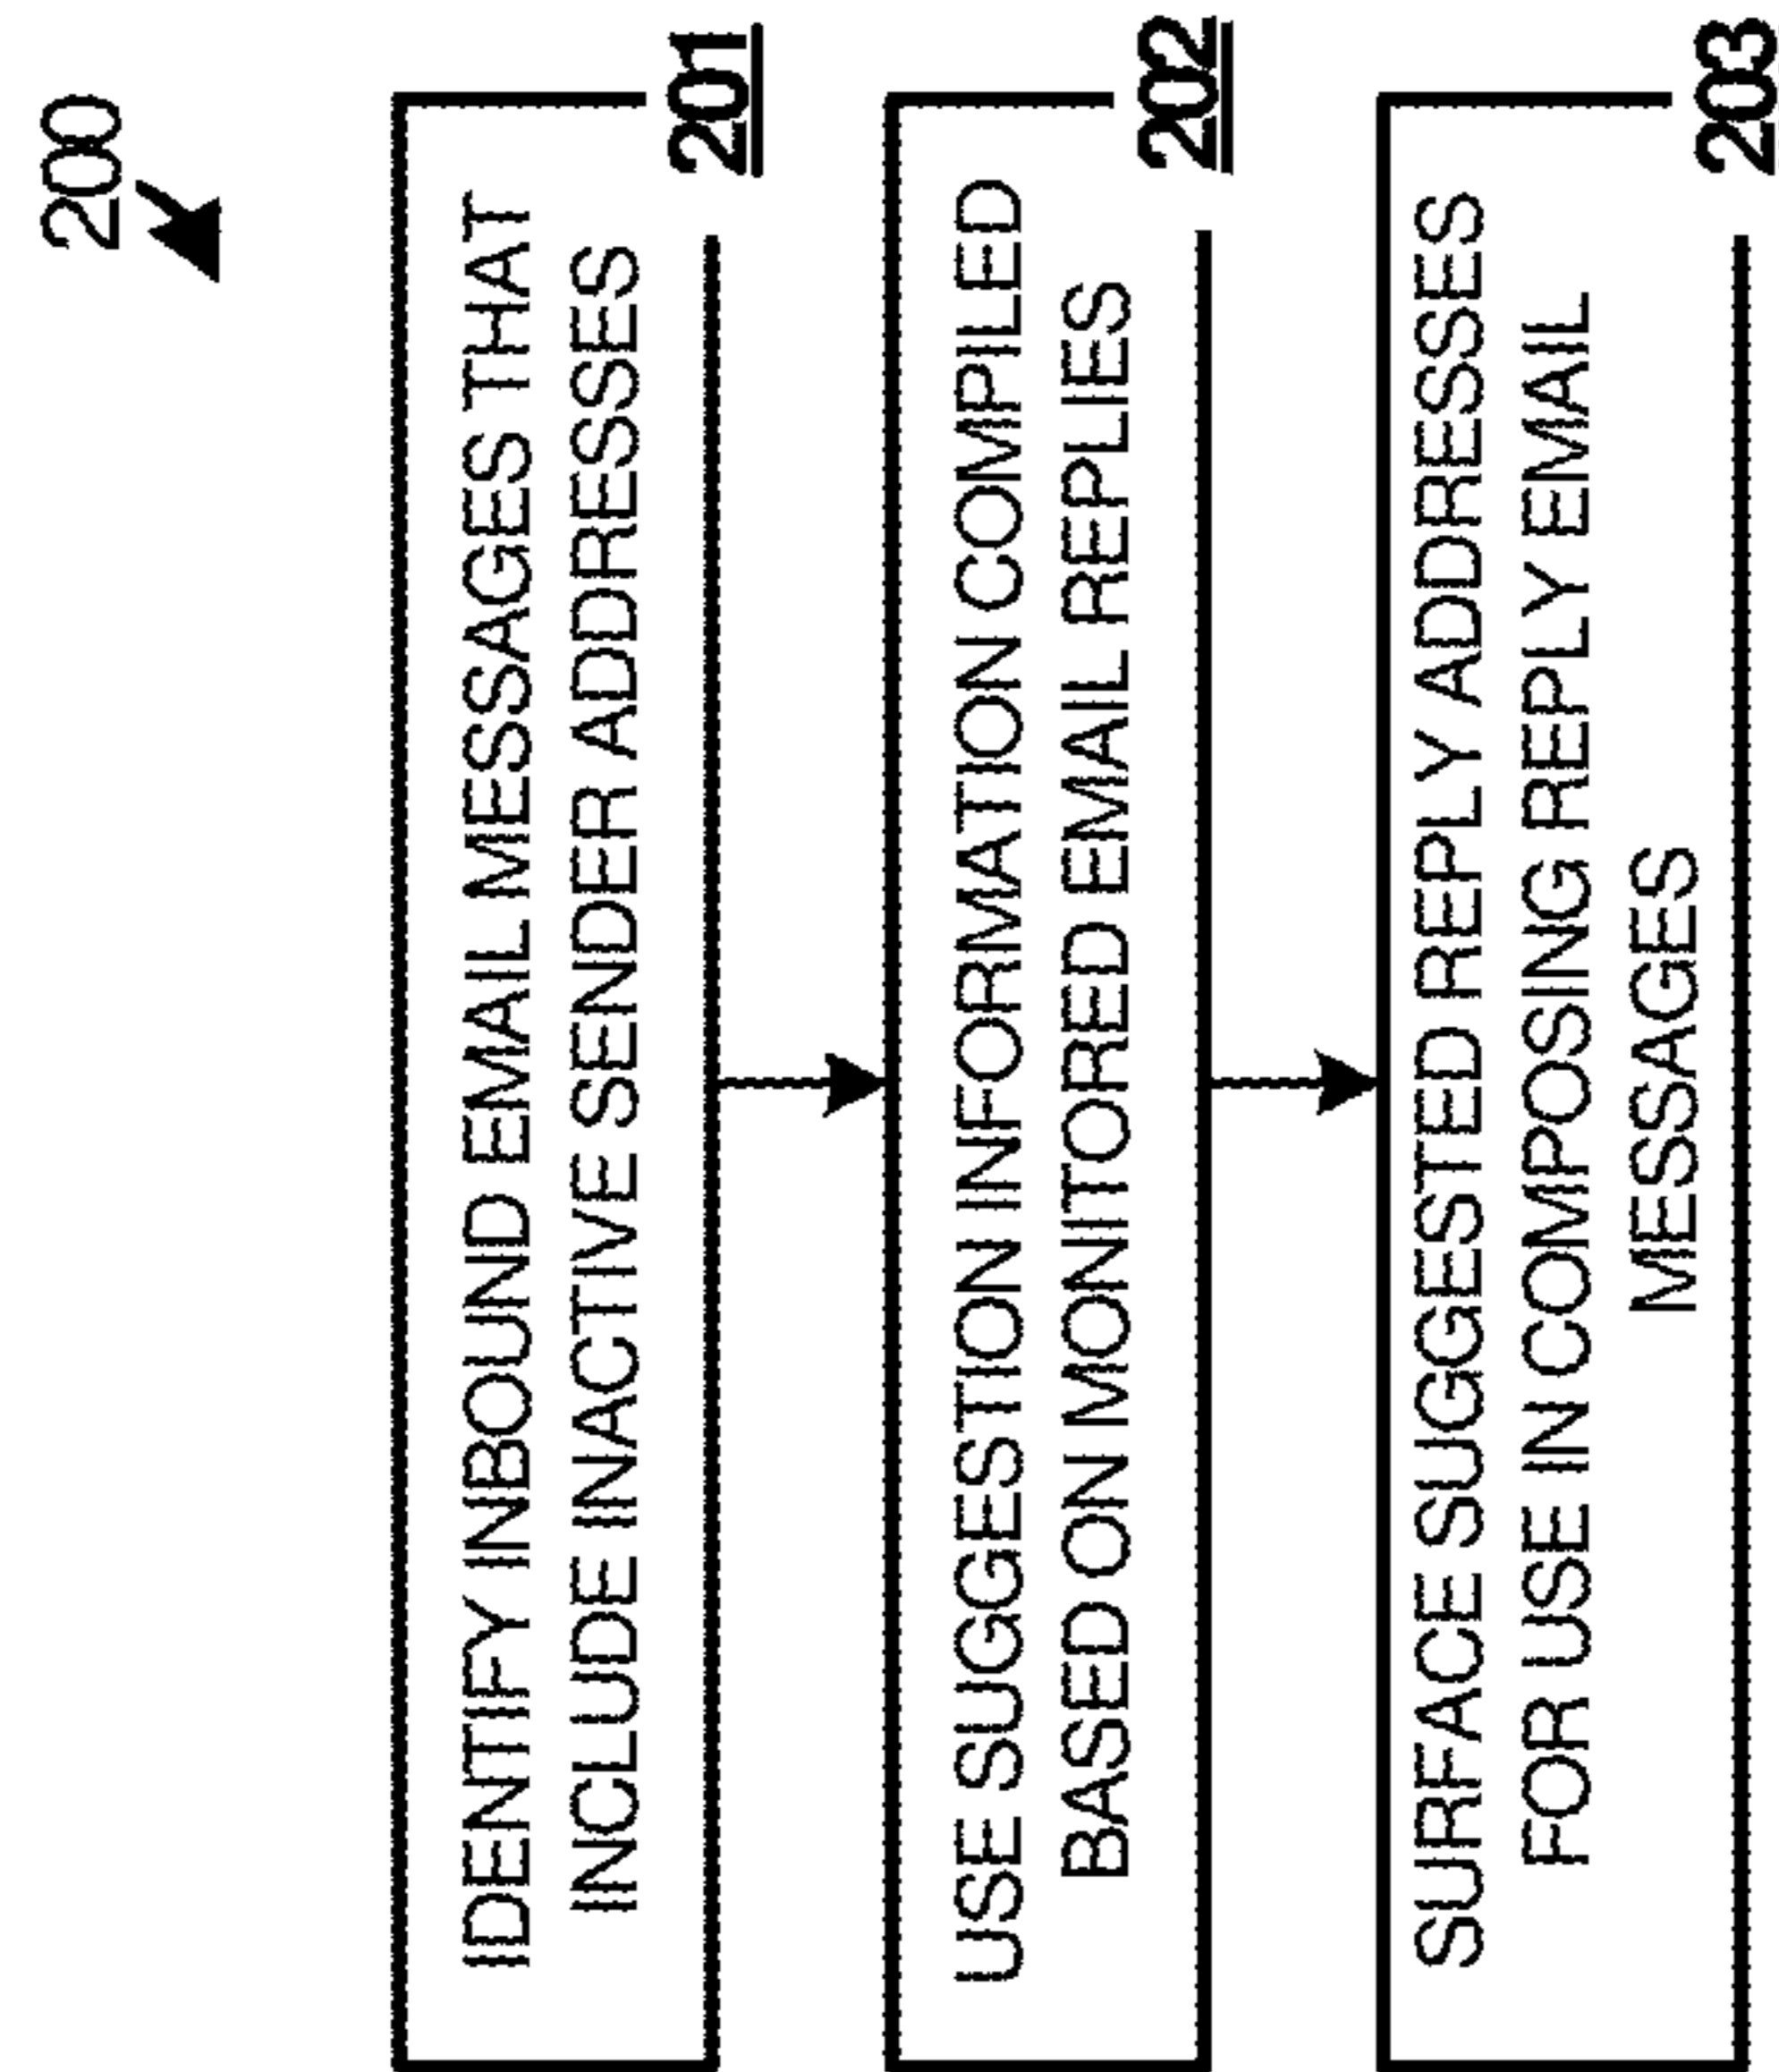 200
IDENTIFY INBOUND EMAIL MESSAGES THAT
INCLUDE INACTIVE SENDER ADDRESSES
201
USE SUGGESTION INFORMATION COMPILED
BASED ON MONITORED EMAIL REPLIES
202
SURFACE SUGGESTED REPLY ADDRESSES
FOR USE IN COMPOSING REPLY EMAIL
MESSAGES
203